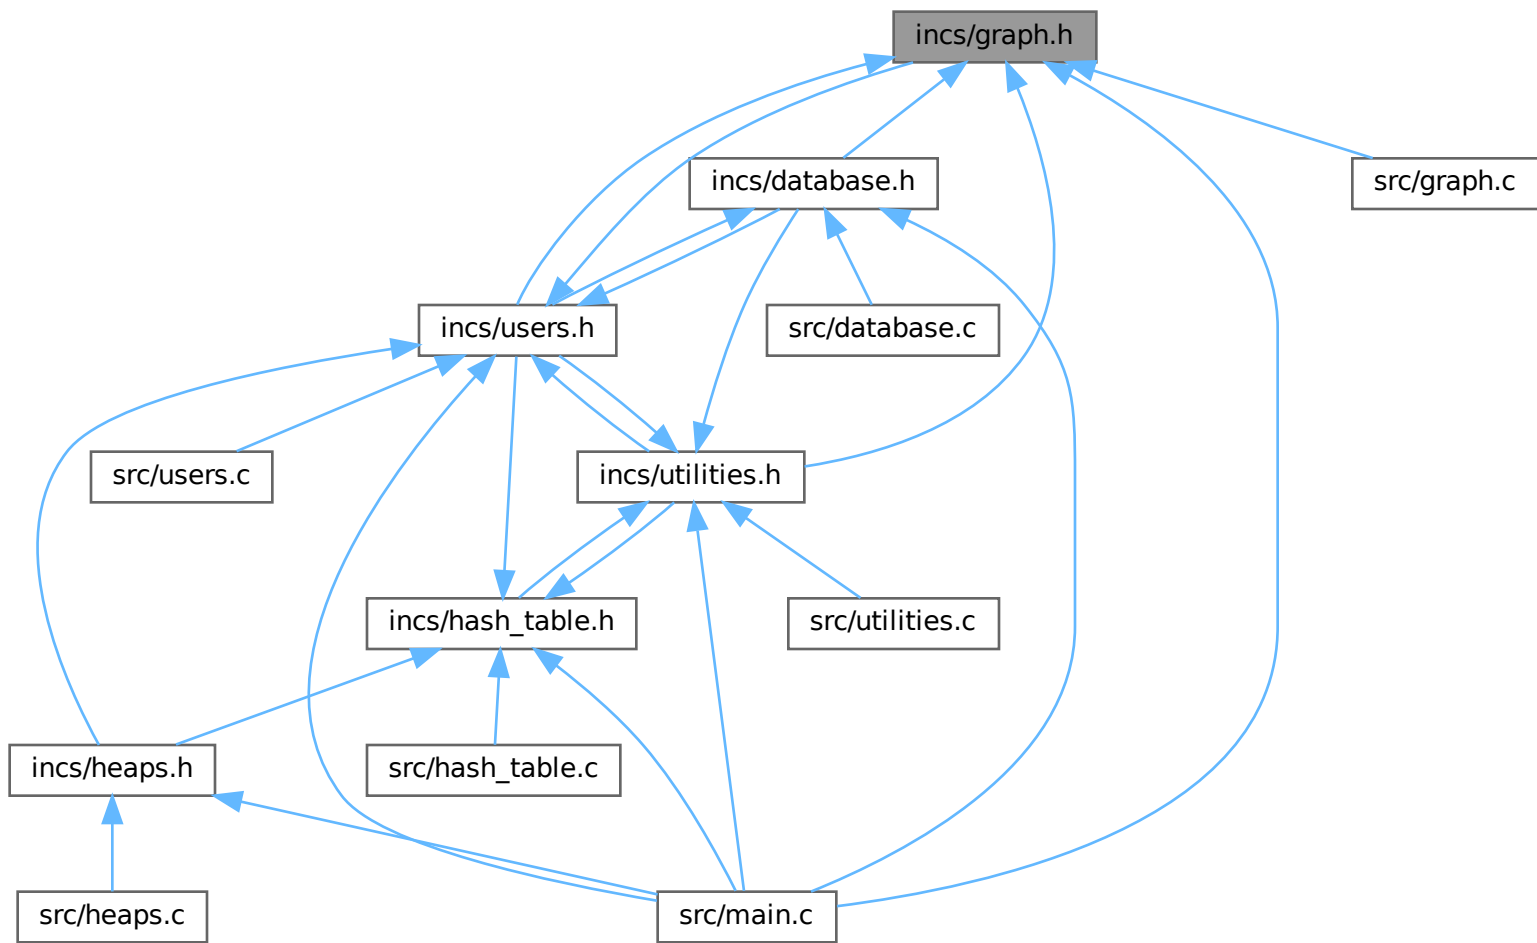 incs/graph.h
incs/database.h
src/graph.c
incs/users.h
src/database.c
src/users.c
incs/utilities.h
incs/hash_table.h
src/utilities.c
incs/heaps.h
src/hash_table.c
src/heaps.c
src/main.c